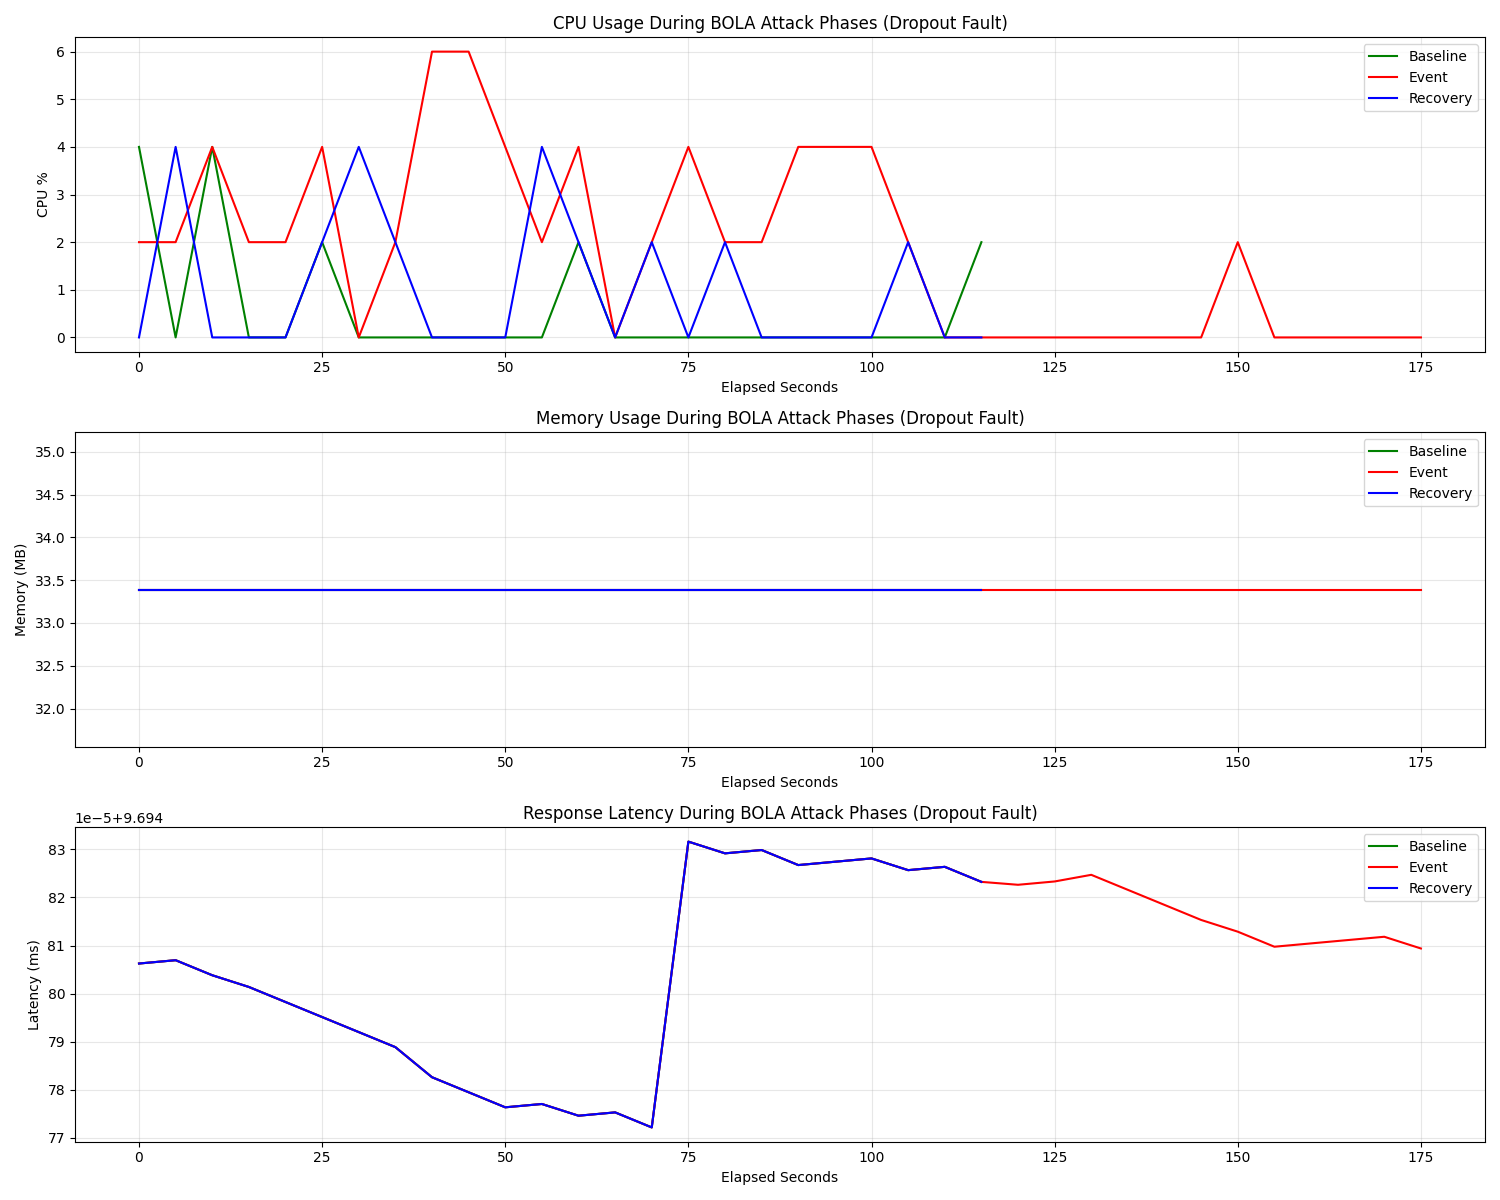 CPU Usage During BOLA Attack Phases (Dropout Fault)
CPU %
6
5
4
3
2
1
0
Baseline
Event
Recovery
0 25 50 75 100 125 150 175
Elapsed Seconds
Memory Usage During BOLA Attack Phases (Dropout Fault)
Memory (MB)
35.0
34.5
34.0
33.5
33.0
32.5
32.0
Baseline
Event
Recovery
0 25 50 75 100 125 150 175
Elapsed Seconds
Response Latency During BOLA Attack Phases (Dropout Fault)
1e−5+9.694
Latency (ms)
83
82
81
80
79
78
77
Baseline
Event
Recovery
0 25 50 75 100 125 150 175
Elapsed Seconds